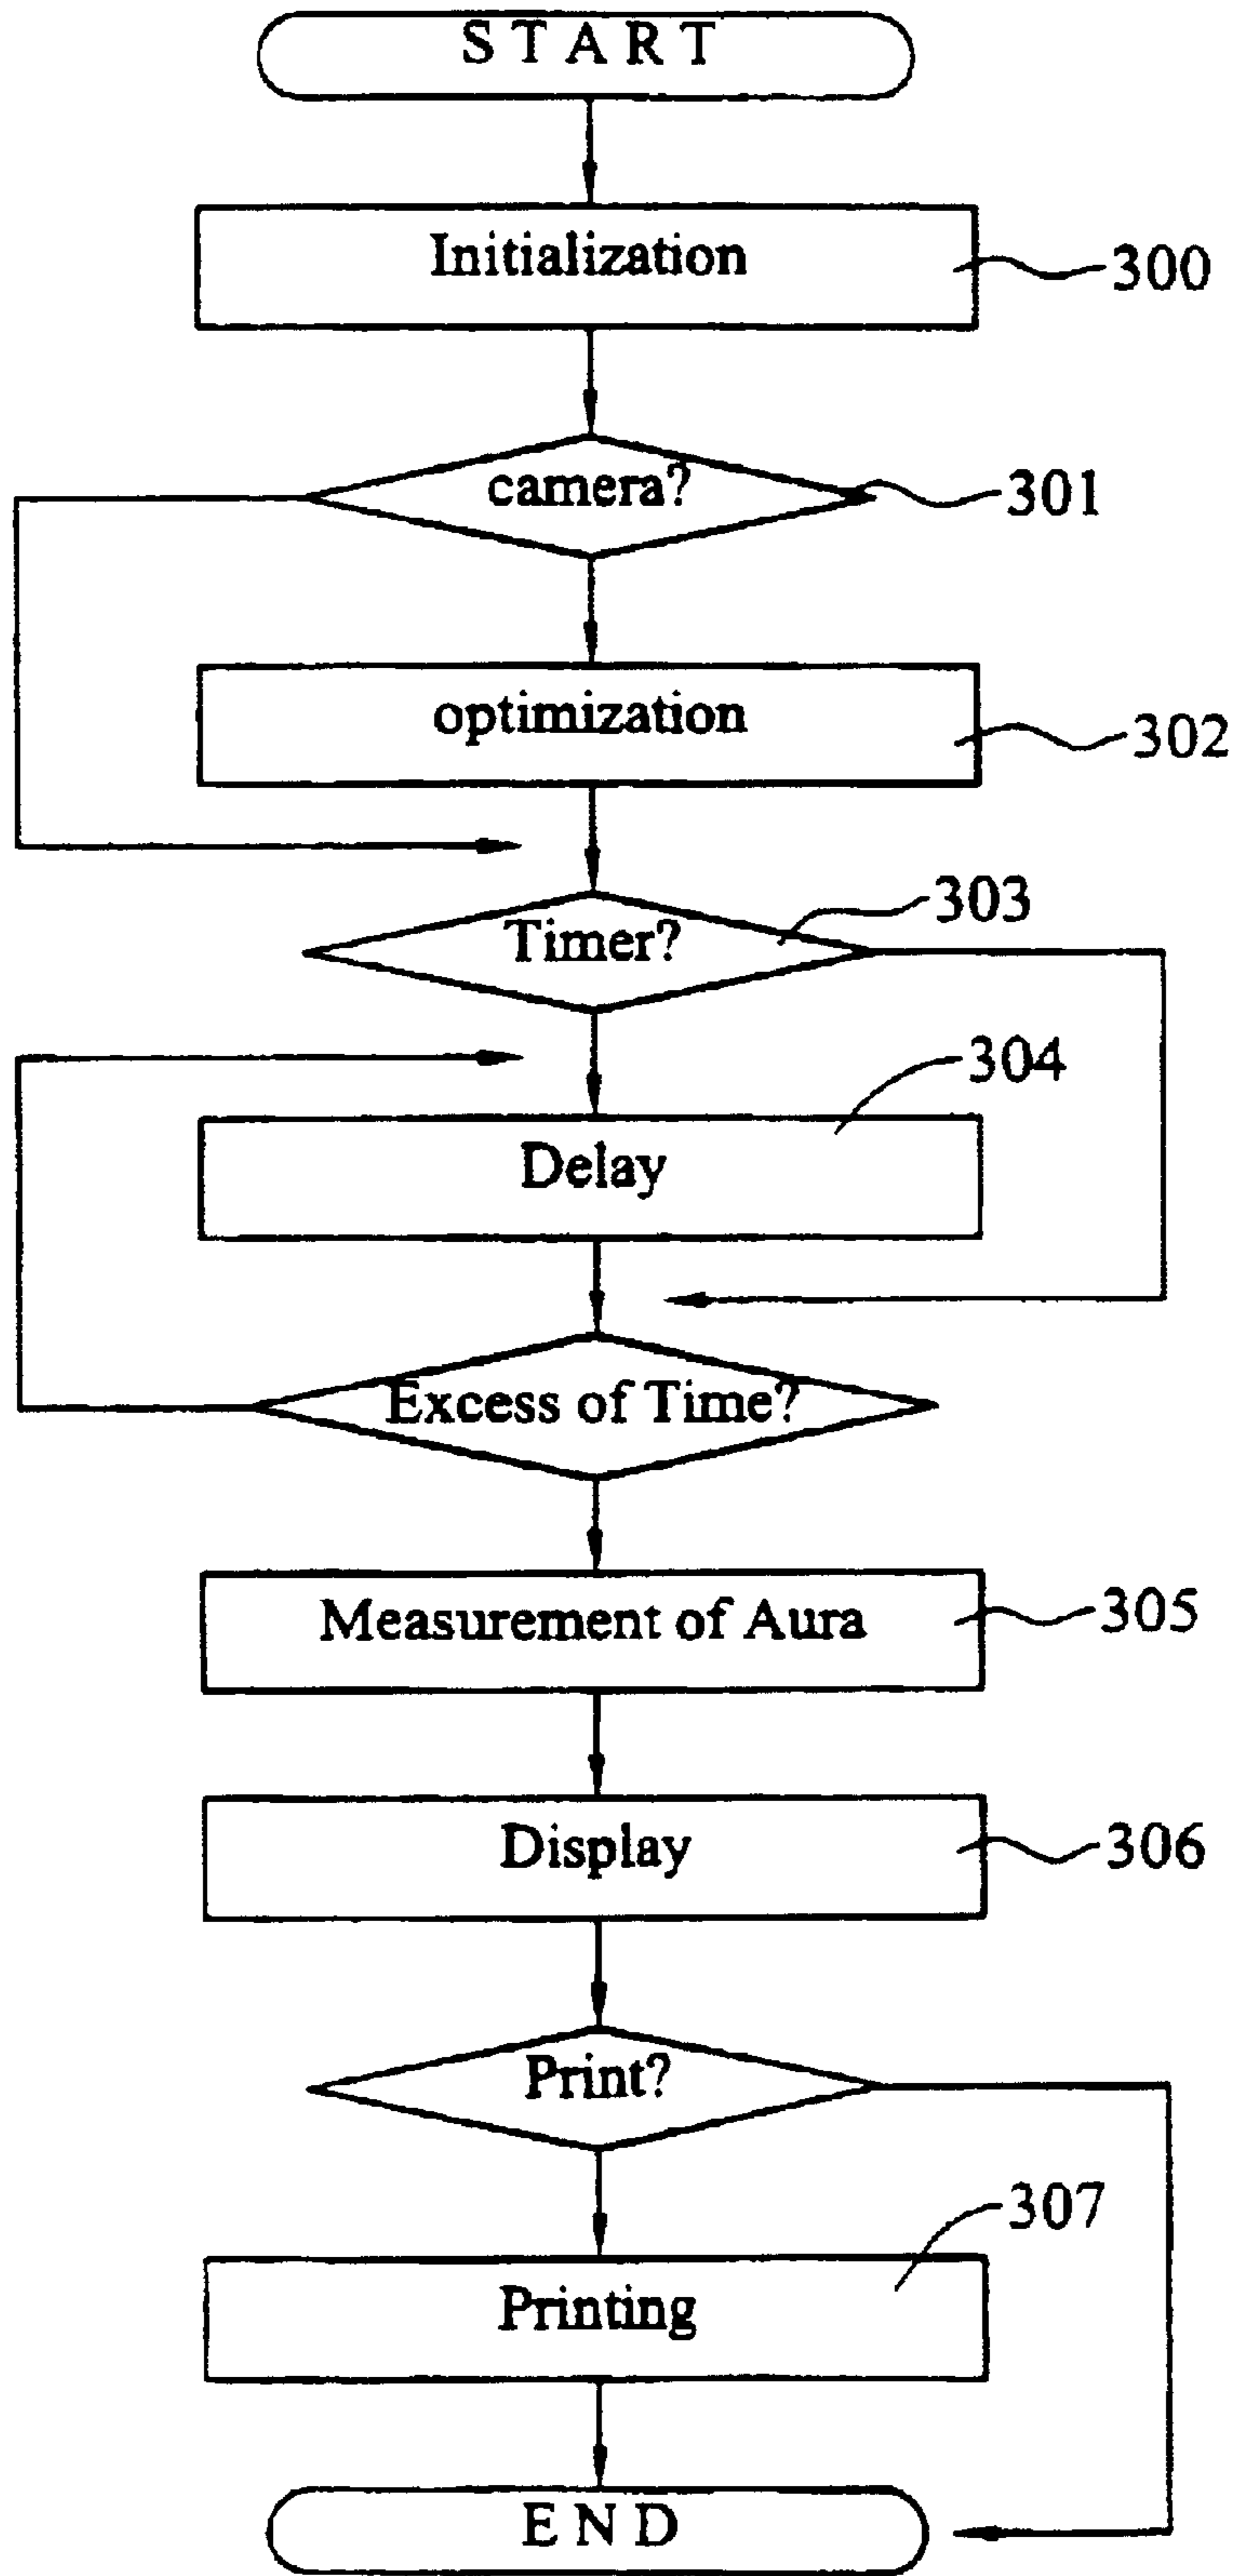 START
Initialization
300
camera?
301
optimization
302
Timer?
303
304
Delay
Excess of Time?
Measurement of Aura
305
Display
306
Print?
307
Printing
END